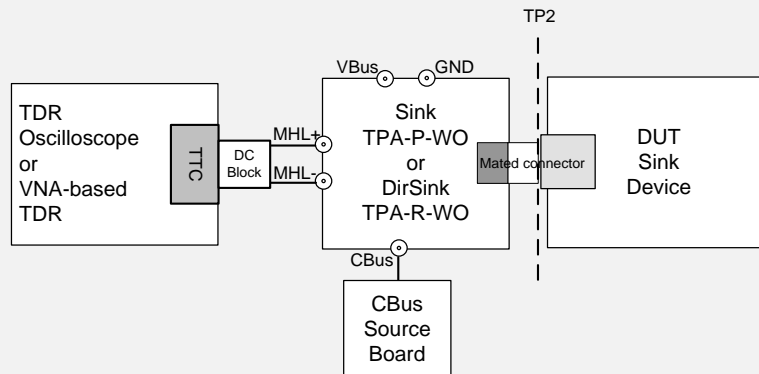 TP2
VBus
GND
TDR
Oscilloscope
or
VNA-based
TDR
TTC
DC
Block
MHL+
MHL-
Sink
TPA-P-WO
or
DirSink
TPA-R-WO
Mated connector
DUT
Sink
Device
CBus
CBus
Source
Board